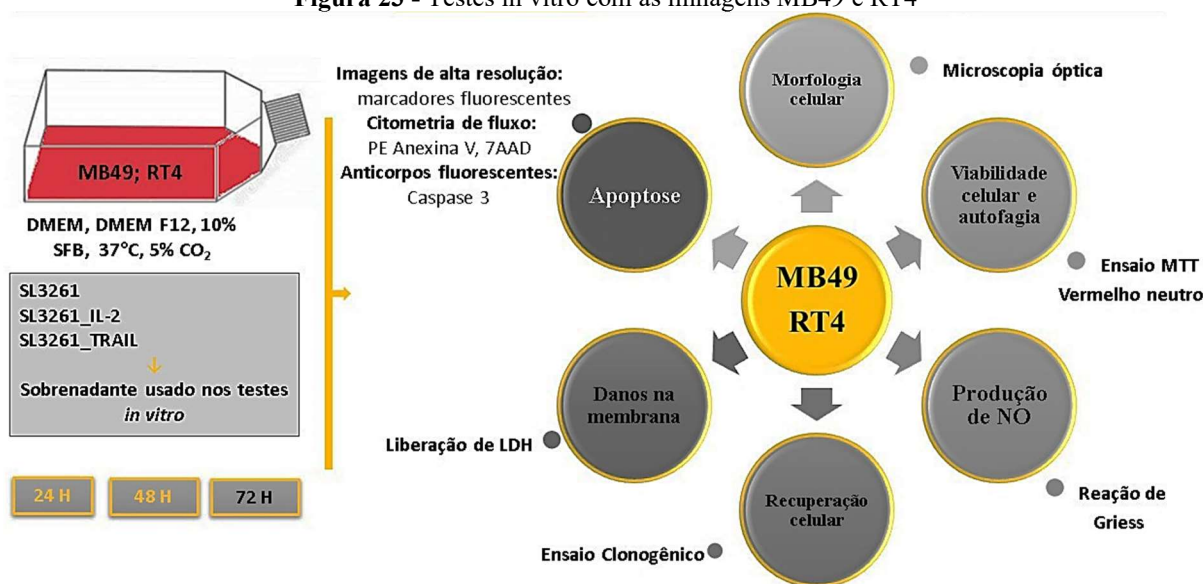 Figura 25 - Testes in vitro com as linhagens MB49 e RT4
MB49; RT4
DMEM, DMEM F12, 10%
SFB, 37°C, 5% CO₂
SL3261
SL3261_IL-2
SL3261_TRAIL
Sobrenadante usado nos testes
in vitro
24 H
48 H
72 H
Imagens de alta resolução:
marcadores fluorescentes
Citometria de fluxo:
PE Anexina V, 7AAD
Anticorpos fluorescentes:
Caspase 3
Apoptose
Morfologia
celular
Microscopia óptica
Viabilidade
celular e
autofagia
Ensaio MTT
Vermelho neutro
MB49
RT4
Produção
de NO
Reação de
Griess
Recuperação
celular
Ensaio Clonogênico
Danos na
membrana
Liberação de LDH